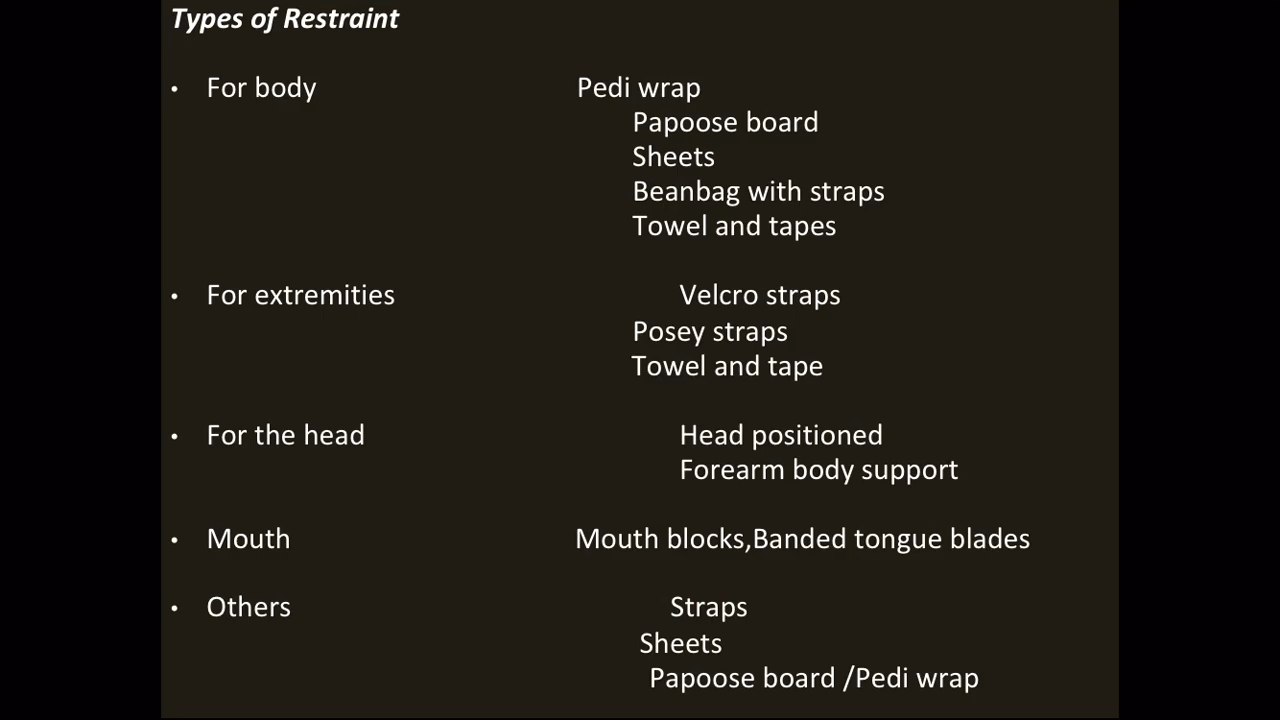 Types of Restraint
• For body Pedi wrap
Papoose board
Sheets
Beanbag with straps
Towel and tapes
• For extremities Velcro straps
Posey straps
Towel and tape
• For the head Head positioned
Forearm body support
• Mouth Mouth blocks,Banded tongue blades
• Others Straps
Sheets
Papoose board /Pedi wrap